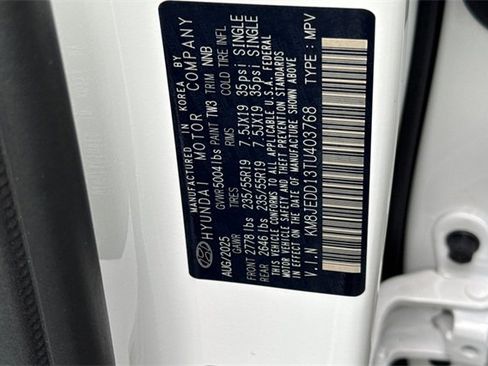 MANUFACTURED IN KOREA BY
HYUNDAI MOTOR COMPANY
AUG/2025 GVWR 5004 lbs PAINT TW3 TRIM NNB
GAWR TIRES RIMS COLD TIRE INFL
FRONT 2778 lbs 235/55R19 7.5JX19 35psi SINGLE
REAR 2646 lbs 235/55R19 7.5JX19 35psi SINGLE
THIS VEHICLE CONFORMS TO ALL APPLICABLE U.S.A. FEDERAL
MOTOR VEHICLE SAFETY AND THEFT PREVENTION STANDARDS
IN EFFECT ON THE DATE OF MANUFACTURE SHOWN ABOVE
V.I.N : KM8JEDD13TU403768 TYPE : MPV